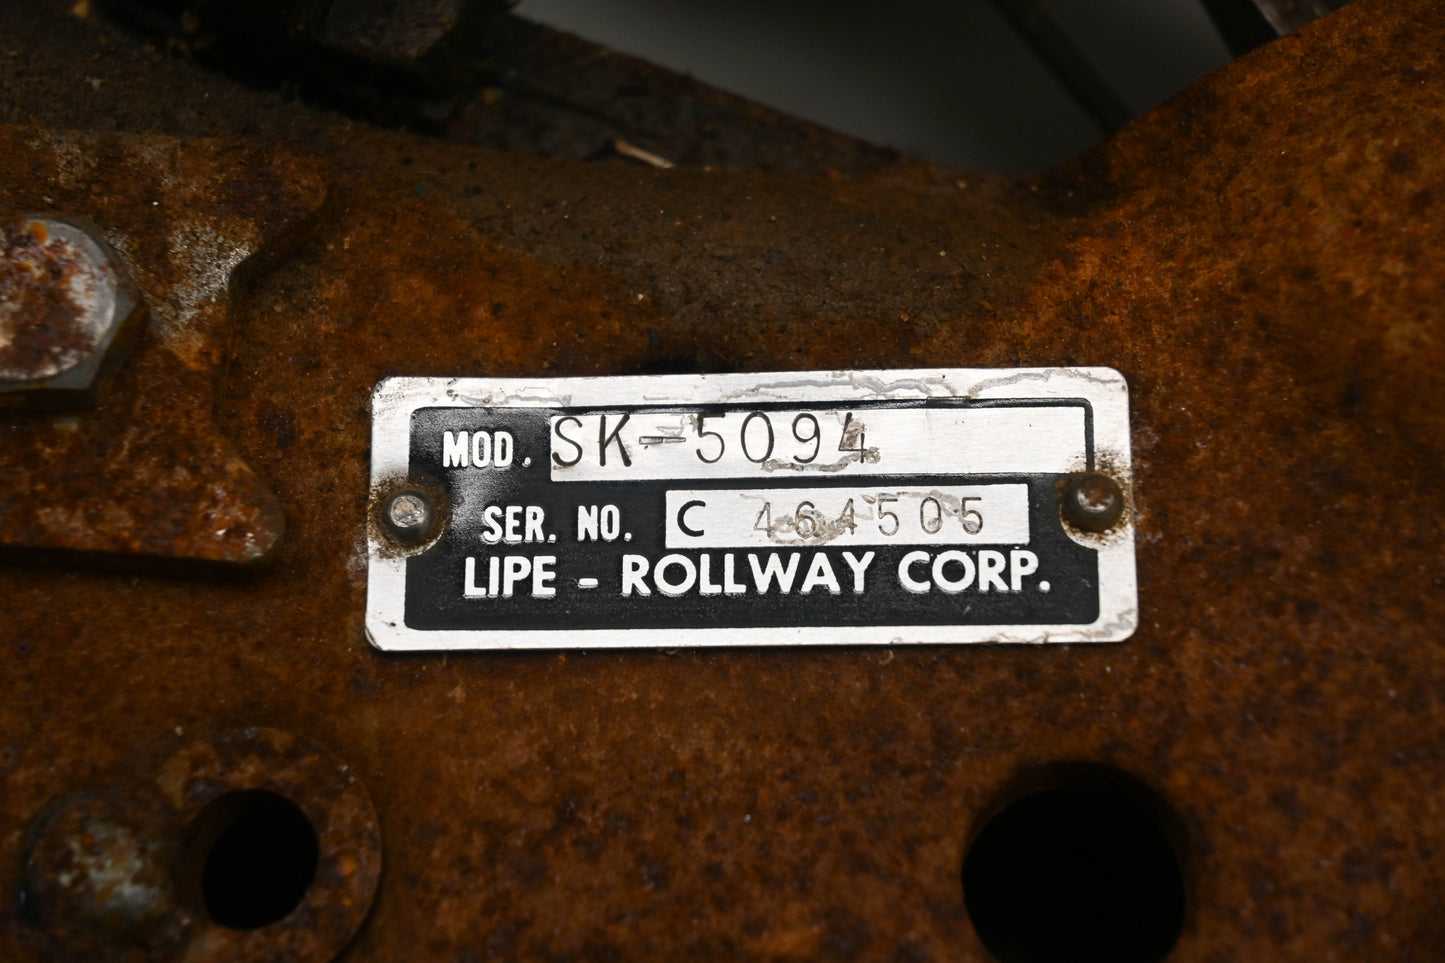 MOD. SK-5094
SER. NO. C 464505
LIPE - ROLLWAY CORP.